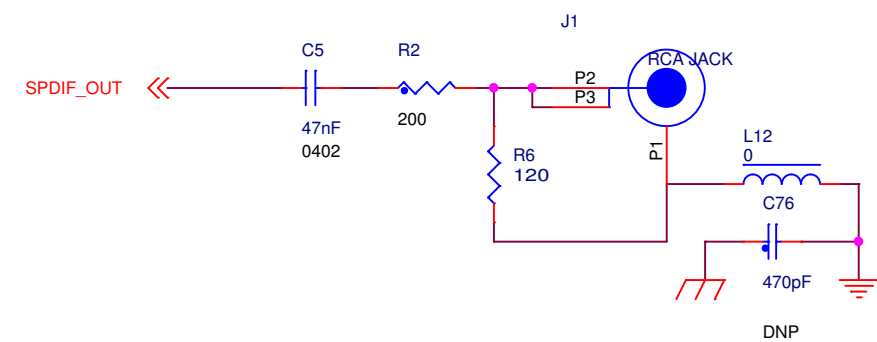 J1
C5
R2
RCA JACK
SPDIF_OUT
P2
P3
47nF
0402
200
P1
L12
0
R6
120
C76
470pF
DNP